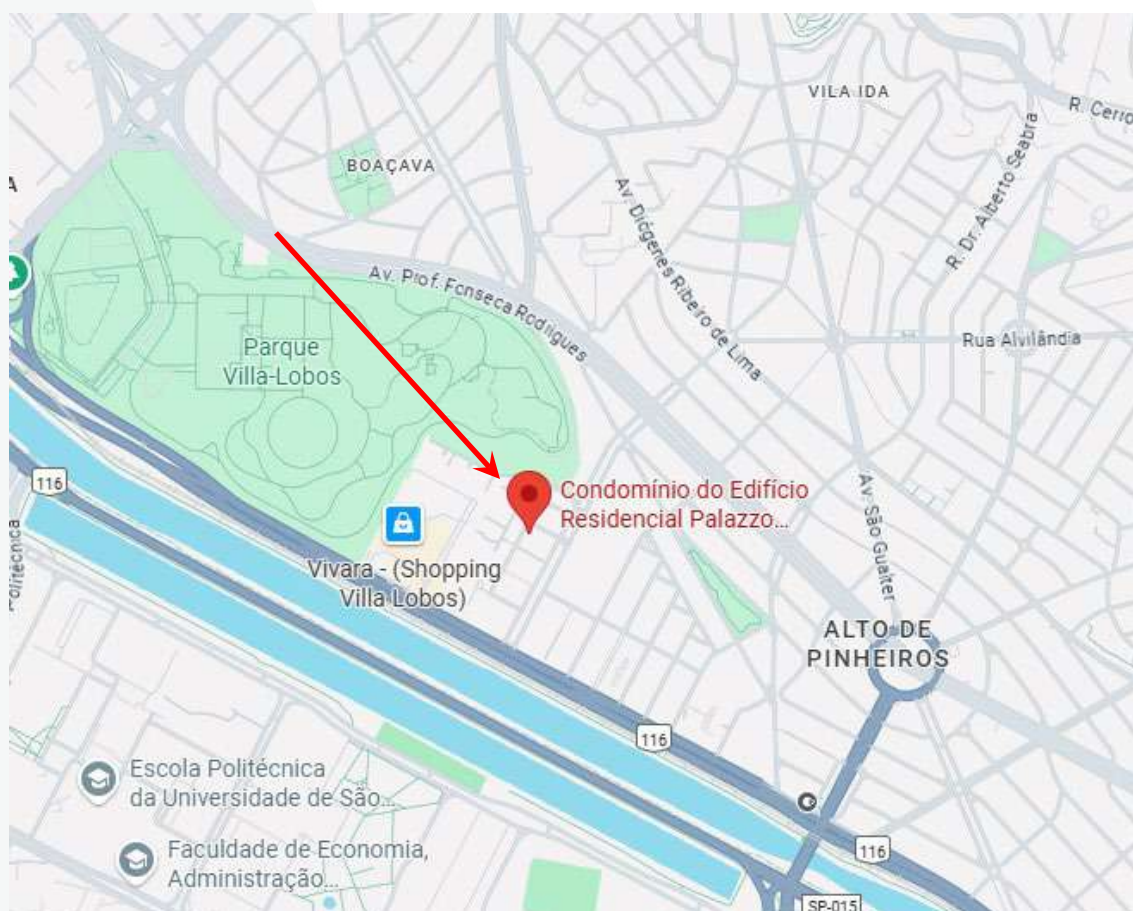 VILA IDA
R. Cerro
BOAÇAVA
Av. Diógenes Ribeiro de Lima
R. Dr. Alberto Seabra
A
Av. Prof. Fonseca Rodrigues
Rua Alvilândia
Parque
Villa-Lobos
116
Condomínio do Edifício
Residencial Palazzo...
Av. São Gualter
Politécnica
Vivara - (Shopping
Villa Lobos)
ALTO DE
PINHEIROS
116
Escola Politécnica
da Universidade de São...
Faculdade de Economia,
Administração...
116
SP-015